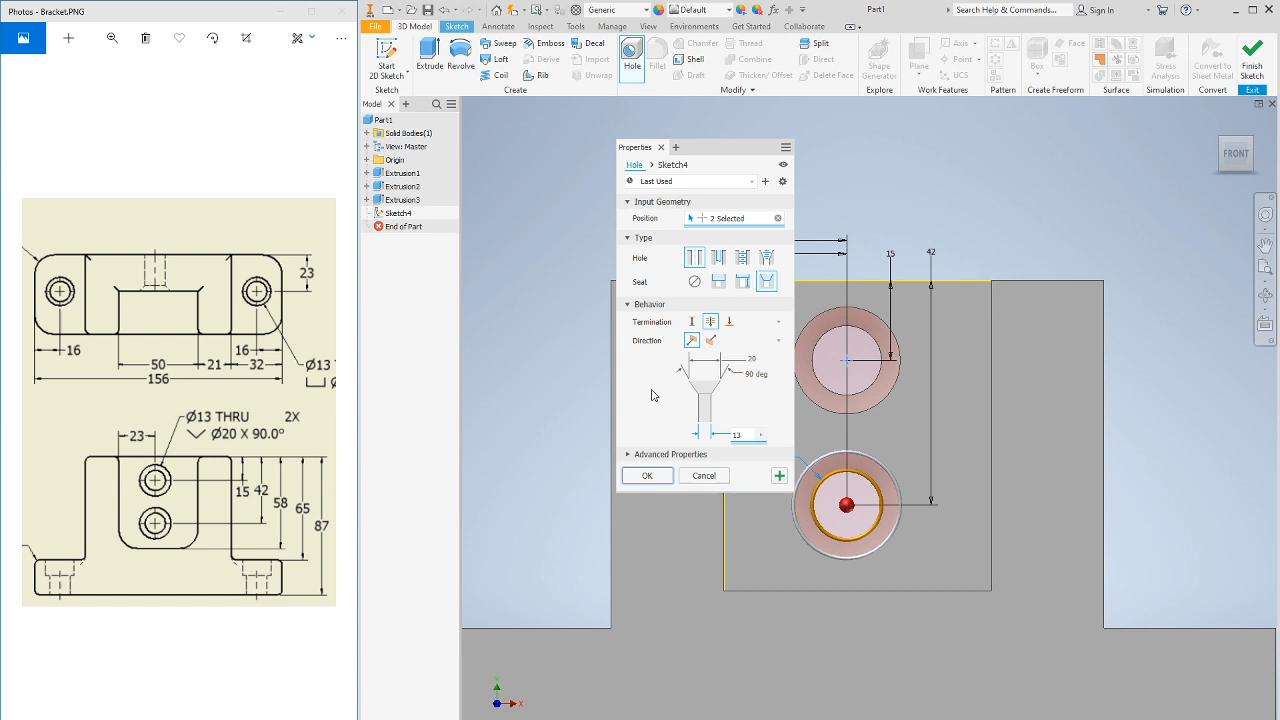 Photos - Bracket.PNG
Generic
Default
Part1
Search Help & Commands...
Sign In
File
3D Model
Sketch
Annotate
Inspect
Tools
Manage
View
Environments
Get Started
Collaborate
Start
2D Sketch
Extrude
Revolve
Sweep
Loft
Coil
Emboss
Derive
Rib
Decal
Import
Unwrap
Hole
Fillet
Chamfer
Shell
Draft
Thread
Combine
Thicken/ Offset
Split
Direct
Delete Face
Shape
Generator
Plane
Axis
Point
UCS
Box
Face
Stress
Analysis
Convert to
Sheet Metal
Finish
Sketch
Sketch
Create
Modify
Explore
Work Features
Pattern
Create Freeform
Surface
Simulation
Convert
Exit
Model
Part1
Solid Bodies(1)
View: Master
Origin
Extrusion1
Extrusion2
Extrusion3
Sketch4
End of Part
Properties
Hole > Sketch4
Last Used
Input Geometry
Position
2 Selected
Type
Hole
Seat
Behavior
Termination
Direction
20
90 deg
13
Advanced Properties
OK
Cancel
15
42
FRONT
Y
X
23
16
16
50
21
32
156
Ø13
Ø13 THRU 2X
Ø20 X 90.0°
23
15
42
58
65
87